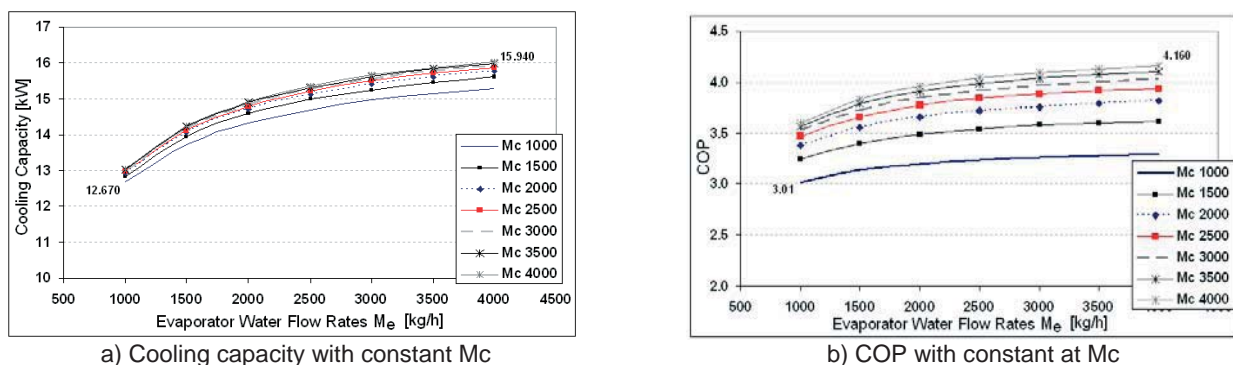 17
16
15
14
13
12
11
10
Cooling Capacity [kW]
15.940
12.670
Mc 1000
Mc 1500
Mc 2000
Mc 2500
Mc 3000
Mc 3500
Mc 4000
500 1000 1500 2000 2500 3000 3500 4000 4500
Evaporator Water Flow Rates Me [kg/h]
a) Cooling capacity with constant Mc
4.5
4.0
3.5
3.0
2.5
2.0
COP
4.160
3.01
Mc 1000
Mc 1500
Mc 2000
Mc 2500
Mc 3000
Mc 3500
Mc 4000
500 1000 1500 2000 2500 3000 3500
Evaporator Water Flow Rates Me [kg/h]
b) COP with constant at Mc